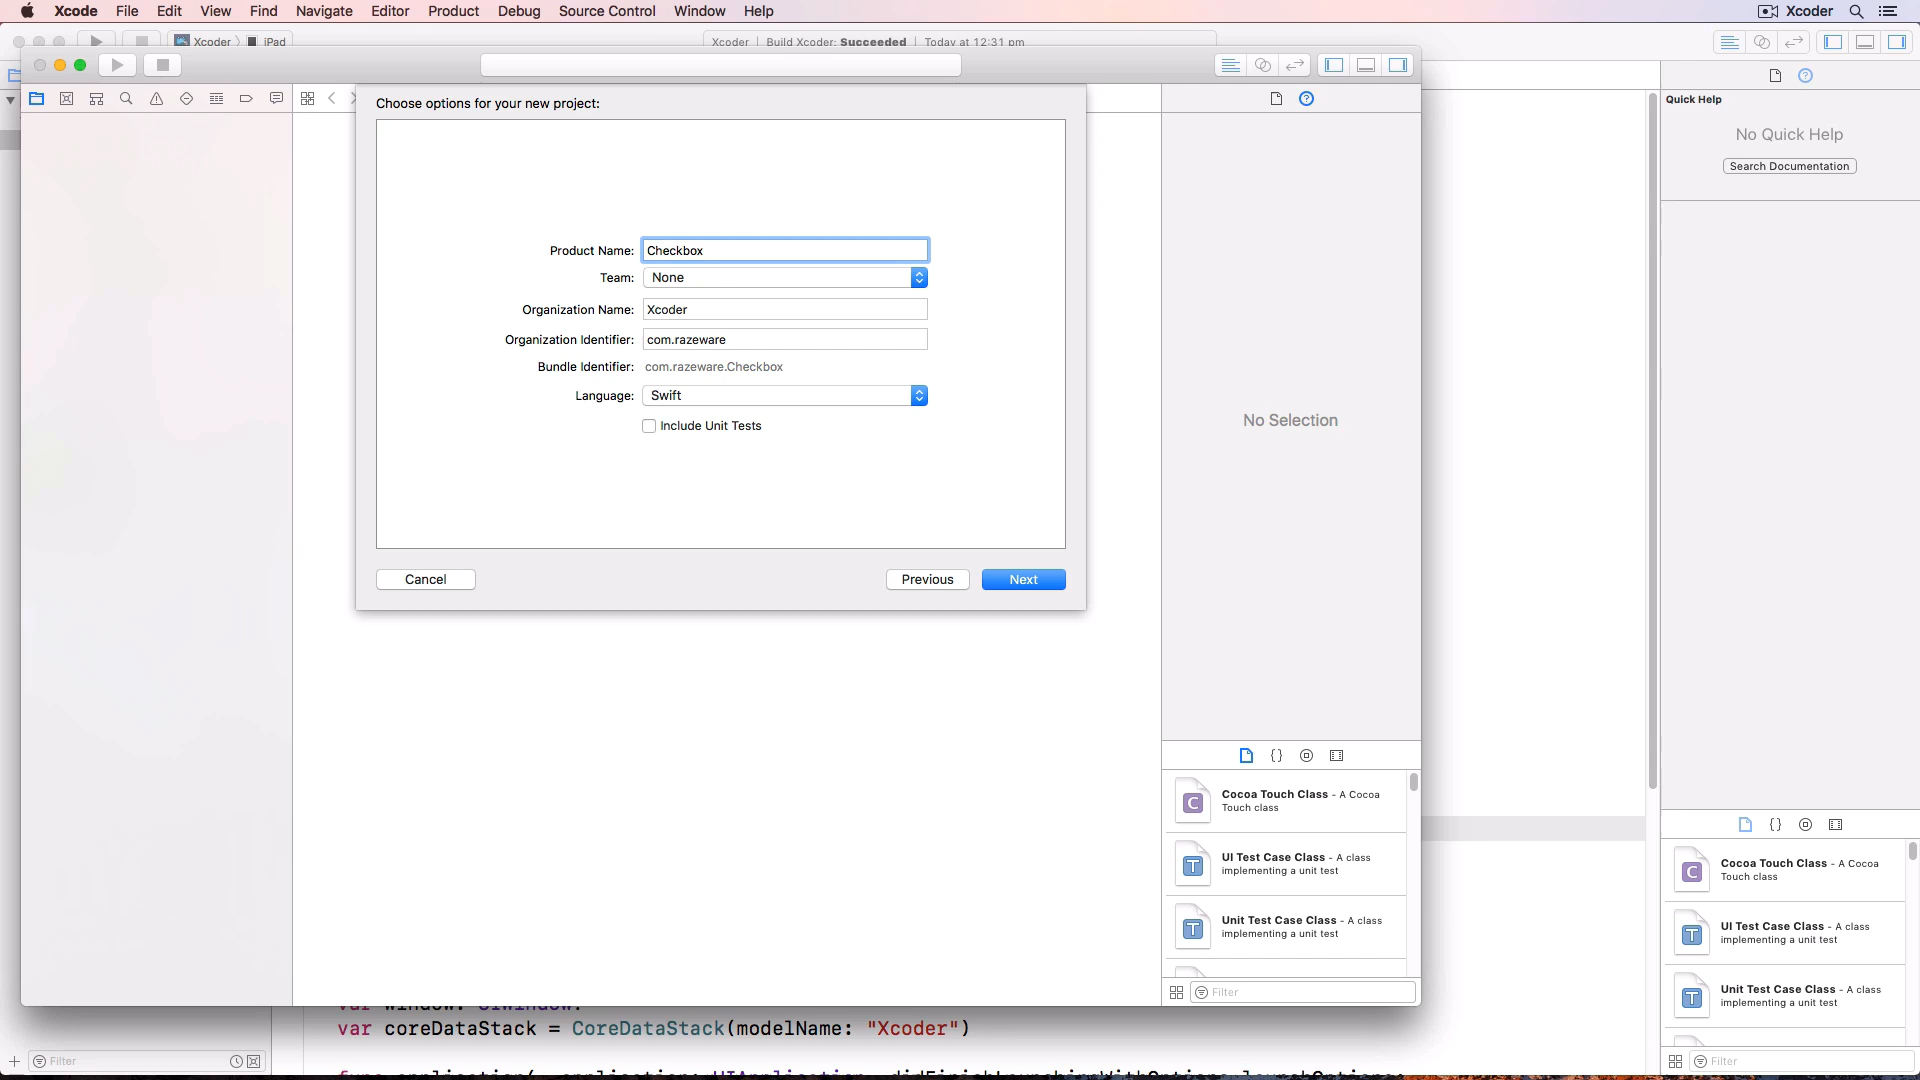 Xcode File Edit View Find Navigate Editor Product Debug Source Control Window Help Xcoder
Xcoder iPad Xcoder Build Xcoder: Succeeded Today at 12:31 pm
Choose options for your new project:
Product Name: Checkbox
Team: None
Organization Name: Xcoder
Organization Identifier: com.razeware
Bundle Identifier: com.razeware.Checkbox
Language: Swift
Include Unit Tests
Cancel Previous Next
No Selection
{}
C
Cocoa Touch Class - A Cocoa
Touch class
T
UI Test Case Class - A class
implementing a unit test
T
Unit Test Case Class - A class
implementing a unit test
Filter
Quick Help
No Quick Help
Search Documentation
{}
C
Cocoa Touch Class - A Cocoa
Touch class
T
UI Test Case Class - A class
implementing a unit test
T
Unit Test Case Class - A class
implementing a unit test
Filter
var window: UIWindow?
var coreDataStack = CoreDataStack(modelName: "Xcoder")
Filter